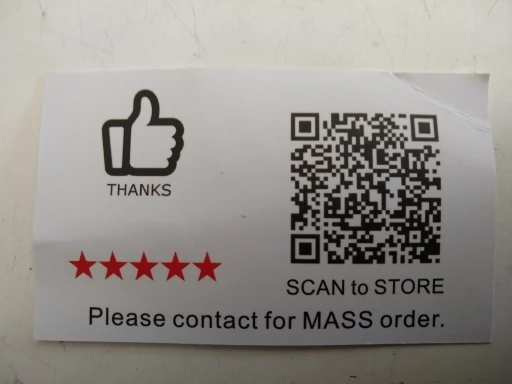 THANKS
SCAN to STORE
Please contact for MASS order.